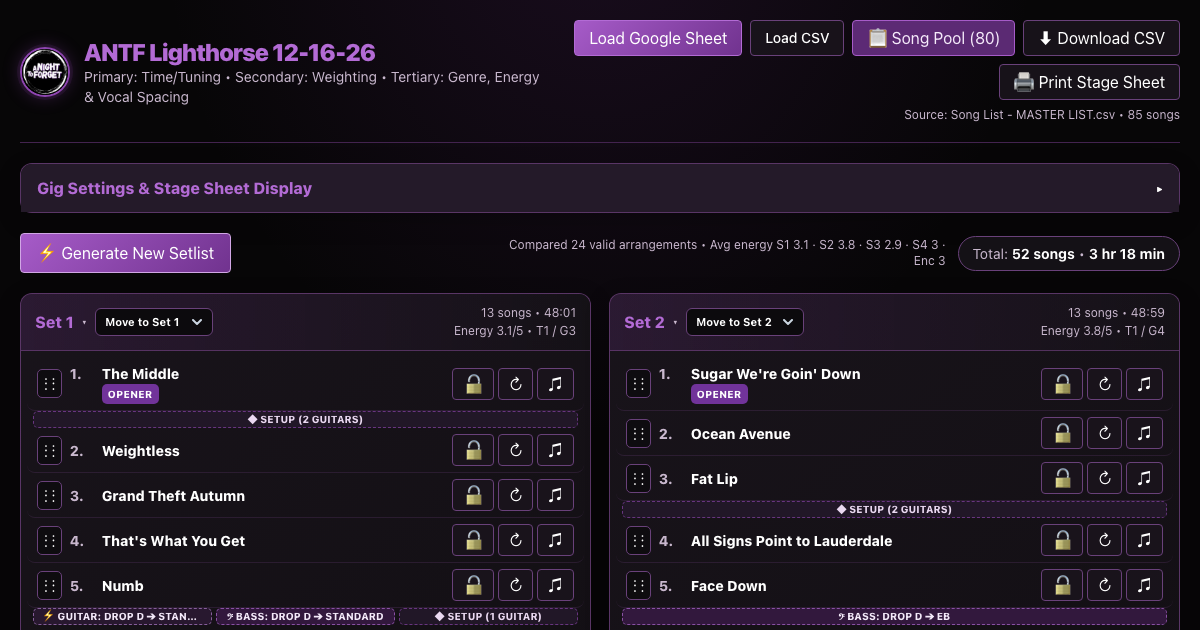 A NIGHT
TO FORGET
ANTF Lighthorse 12-16-26
Primary: Time/Tuning • Secondary: Weighting • Tertiary: Genre, Energy
& Vocal Spacing
Load Google Sheet
Load CSV
📋 Song Pool (80)
⬇ Download CSV
🖨️ Print Stage Sheet
Source: Song List - MASTER LIST.csv • 85 songs
Gig Settings & Stage Sheet Display
⚡ Generate New Setlist
Compared 24 valid arrangements • Avg energy S1 3.1 · S2 3.8 · S3 2.9 · S4 3 ·
Enc 3
Total: 52 songs • 3 hr 18 min
Set 1
Move to Set 1
13 songs • 48:01
Energy 3.1/5 • T1 / G3
1. The Middle
OPENER
◆ SETUP (2 GUITARS)
2. Weightless
3. Grand Theft Autumn
4. That's What You Get
5. Numb
⚡ GUITAR: DROP D → STAN...
𝄢 BASS: DROP D → STANDARD
◆ SETUP (1 GUITAR)
Set 2
Move to Set 2
13 songs • 48:59
Energy 3.8/5 • T1 / G4
1. Sugar We're Goin' Down
OPENER
2. Ocean Avenue
3. Fat Lip
◆ SETUP (2 GUITARS)
4. All Signs Point to Lauderdale
5. Face Down
𝄢 BASS: DROP D → EB